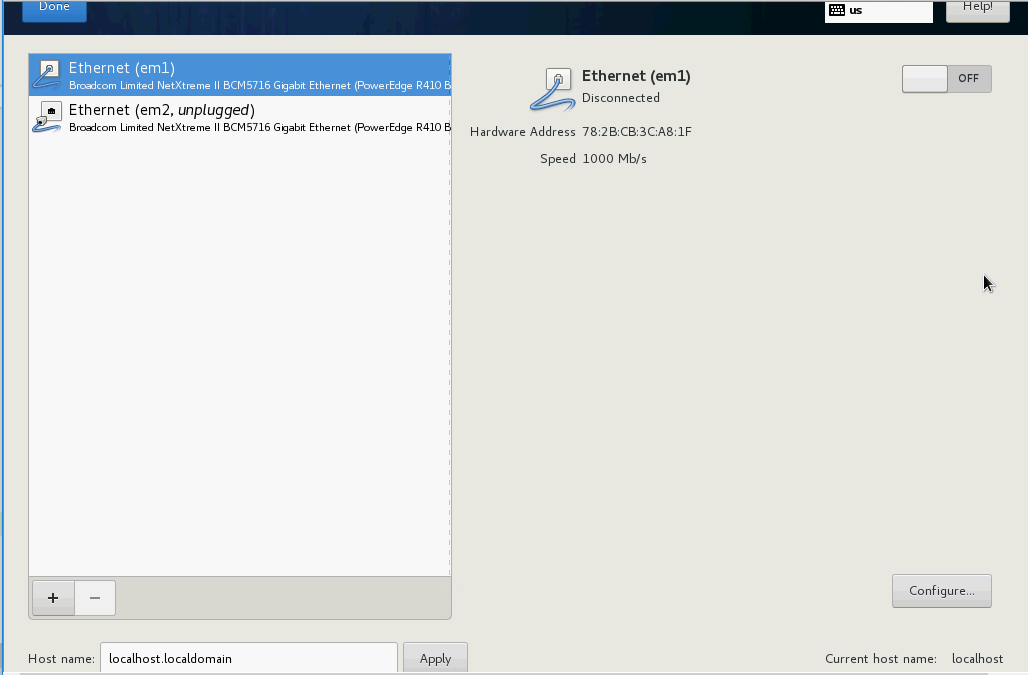 Done
us
Help!
Ethernet (em1)
Broadcom Limited NetXtreme II BCM5716 Gigabit Ethernet (PowerEdge R410 B
Ethernet (em2, unplugged)
Broadcom Limited NetXtreme II BCM5716 Gigabit Ethernet (PowerEdge R410 B
Ethernet (em1)
Disconnected
OFF
Hardware Address 78:2B:CB:3C:A8:1F
Speed 1000 Mb/s
+ −
Configure...
Host name: localhost.localdomain Apply
Current host name: localhost